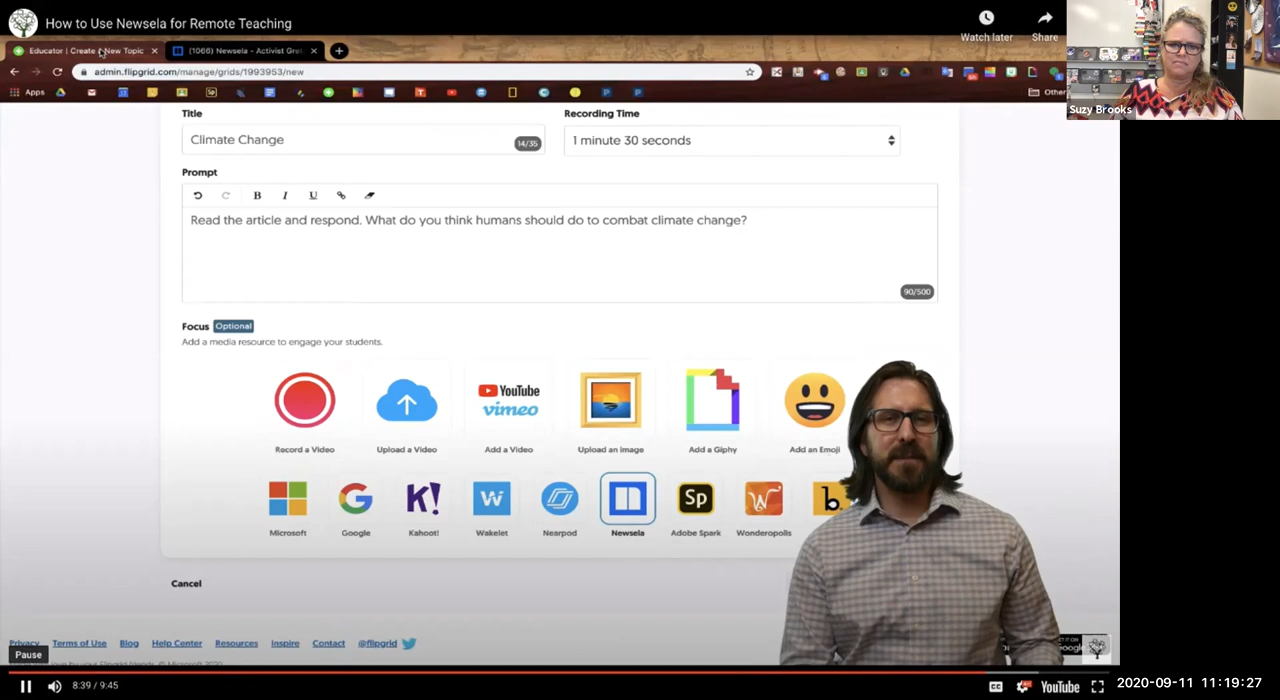 How to Use Newsela for Remote Teaching
Watch later
Share
Suzy Brooks
Educator | Create a New Topic
(1066) Newsela - Activist Gret
admin.flipgrid.com/manage/grids/1993953/new
Apps
Other
Title
Recording Time
Climate Change
14/35
1 minute 30 seconds
Prompt
B I U
Read the article and respond. What do you think humans should do to combat climate change?
90/500
Focus Optional
Add a media resource to engage your students.
YouTube
vimeo
Record a Video
Upload a Video
Add a Video
Upload an Image
Add a Giphy
Add an Emoji
G K! Wi Sp W b
Microsoft
Google
Kahoot!
Wakelet
Nearpod
Newsela
Adobe Spark
Wonderopolis
Cancel
Privacy
Terms of Use
Blog
Help Center
Resources
Inspire
Contact
@flipgrid
Pause
8:39 / 9:45
CC
YouTube
2020-09-11 11:19:27